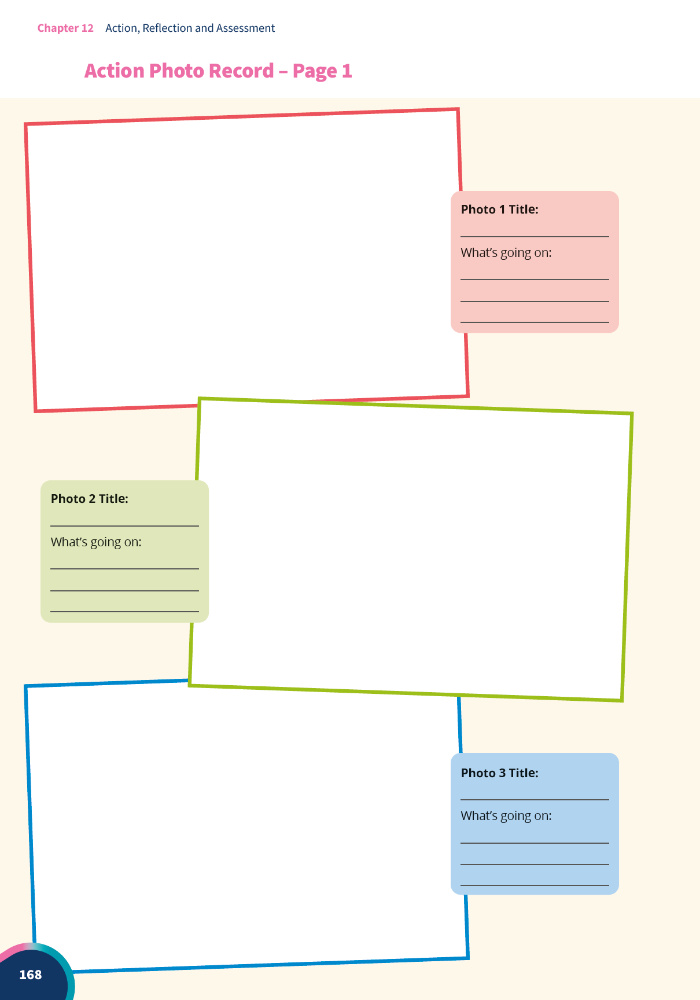 Chapter 12 Action, Reflection and Assessment
Action Photo Record – Page 1
Photo 1 Title:
What’s going on:
Photo 2 Title:
What’s going on:
Photo 3 Title:
What’s going on:
168